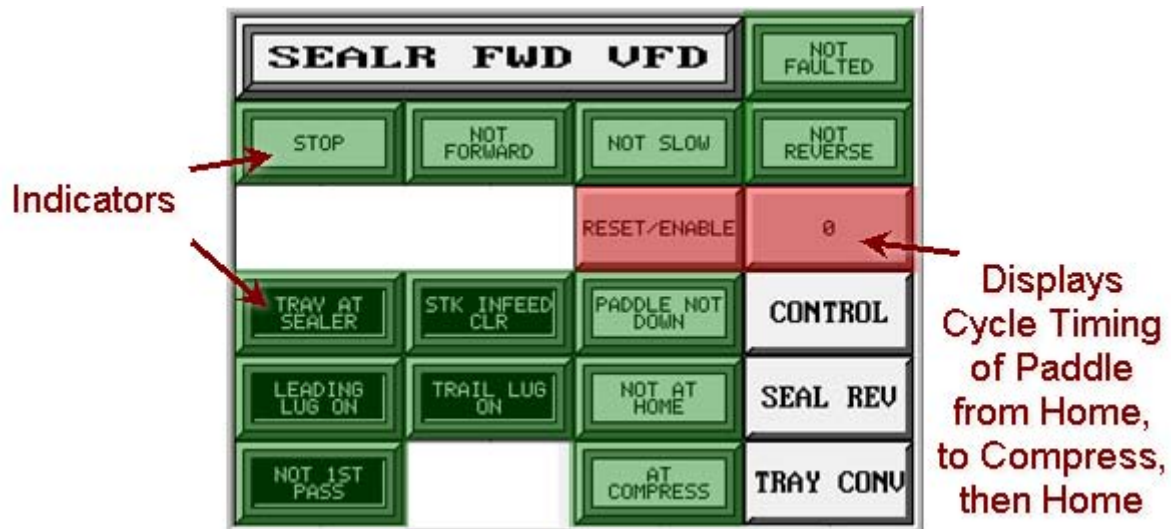 SEALR FWD VFD
NOT
FAULTED
STOP
NOT
FORWARD
NOT SLOW
NOT
REVERSE
Indicators
RESET/ENABLE
0
TRAY AT
SEALER
STK INFEED
CLR
PADDLE NOT
DOWN
CONTROL
LEADING
LUG ON
TRAIL LUG
ON
NOT AT
HOME
SEAL REV
NOT 1ST
PASS
AT
COMPRESS
TRAY CONV
Displays
Cycle Timing
of Paddle
from Home,
to Compress,
then Home